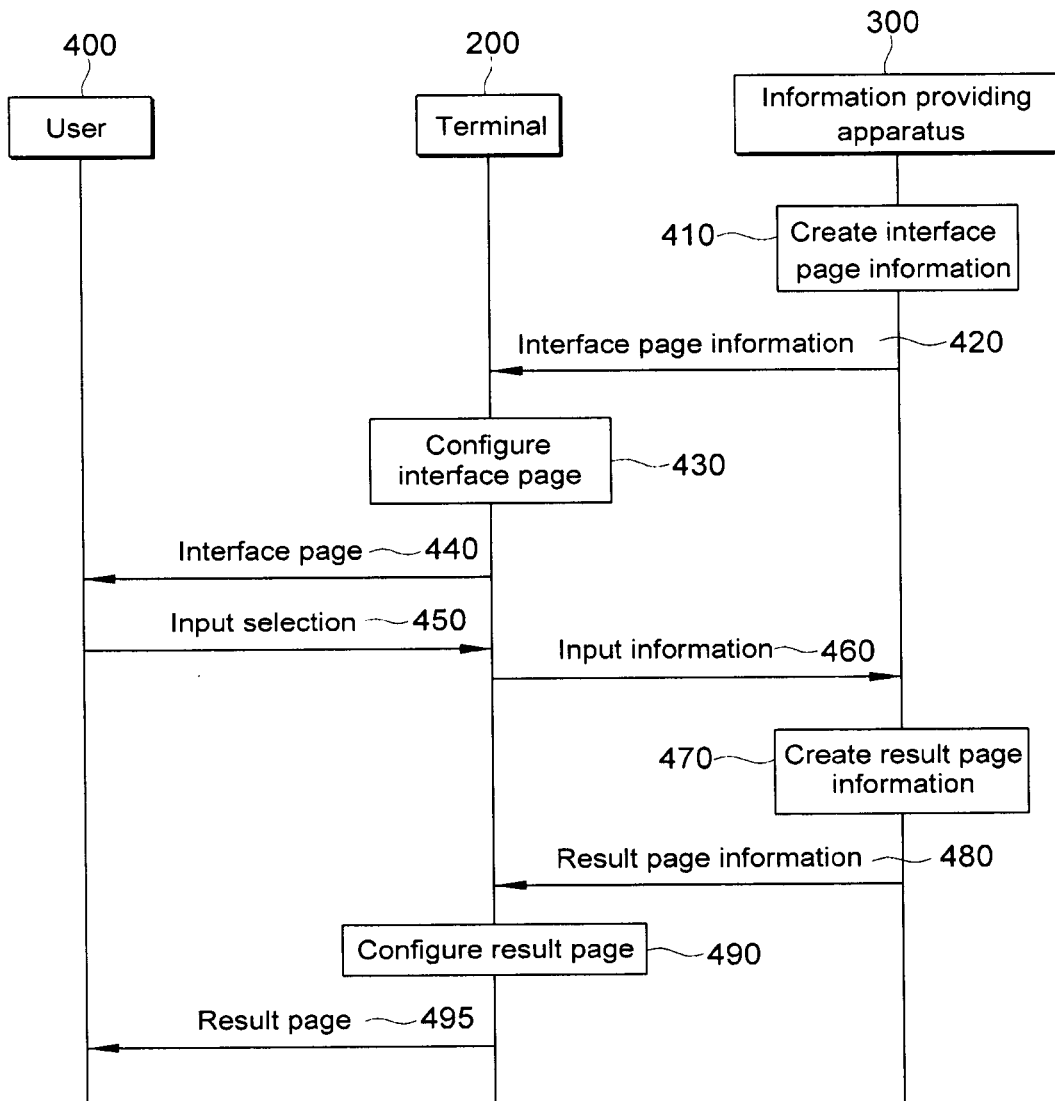 400
200
300
User
Terminal
Information providing
apparatus
410
Create interface
page information
Interface page information
420
Configure
interface page
430
Interface page
440
Input selection
450
Input information
460
470
Create result page
information
Result page information
480
Configure result page
490
Result page
495